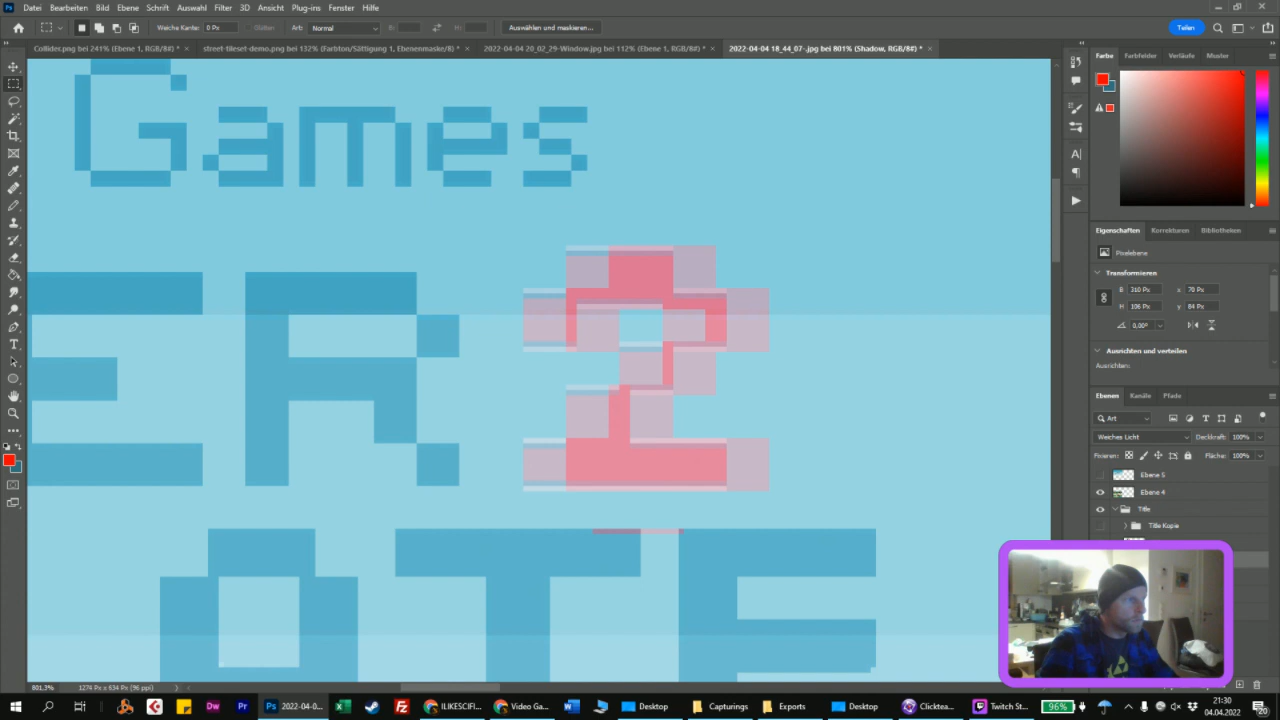 Datei Bearbeiten Bild Ebene Schrift Auswahl Filter 3D Ansicht Plug-ins Fenster Hilfe
Weiche Kante: 0 Px Glätten Art: Normal B: H: Auswählen und maskieren... Teilen
Collider.png bei 241% (Ebene 1, RGB/8#) * × street-tileset-demo.png bei 132% (Farbton/Sättigung 1, Ebenenmaske/8) * × 2022-04-04 20_02_29-Window.jpg bei 112% (Ebene 1, RGB/8#) * × 2022-04-04 18_44_07-.jpg bei 801% (Shadow, RGB/8#) * ×
Farbe Farbfelder Verläufe Muster
Games
ER 2
OTE
Eigenschaften Korrekturen Bibliotheken
Pixelebene
Transformieren
B 310 Px X 70 Px
H 106 Px Y 84 Px
0,00°
Ausrichten und verteilen
Ausrichten:
Ebenen Kanäle Pfade
Art
Weiches Licht Deckkraft: 100%
Fixieren: Fläche: 100%
Ebene 5
Ebene 4
Title
Title Kopie
801,3% 1274 Px x 634 Px (96 ppi)
2022-04-0... ILIKESCIFI... Video Ga... Desktop Capturings Exports Desktop Clicktea... Twitch St... 96% 21:30
04.04.2022
20